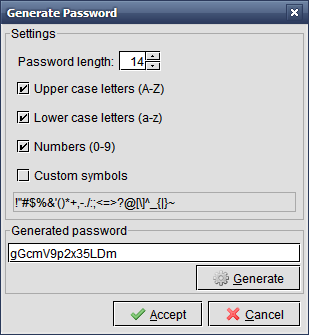 Generate Password
Settings
Password length: 14
Upper case letters (A-Z)
Lower case letters (a-z)
Numbers (0-9)
Custom symbols
!"#$%&'()*+,-./:;<=>?@[\]^_{|}~
Generated password
gGcmV9p2x35LDm
Generate
Accept
Cancel